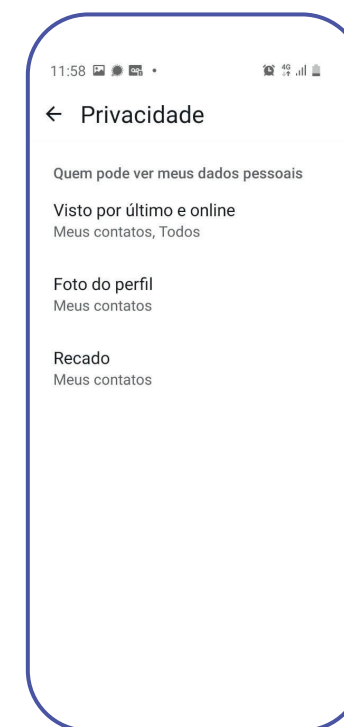 11:58
4G
← Privacidade
Quem pode ver meus dados pessoais
Visto por último e online
Meus contatos, Todos
Foto do perfil
Meus contatos
Recado
Meus contatos